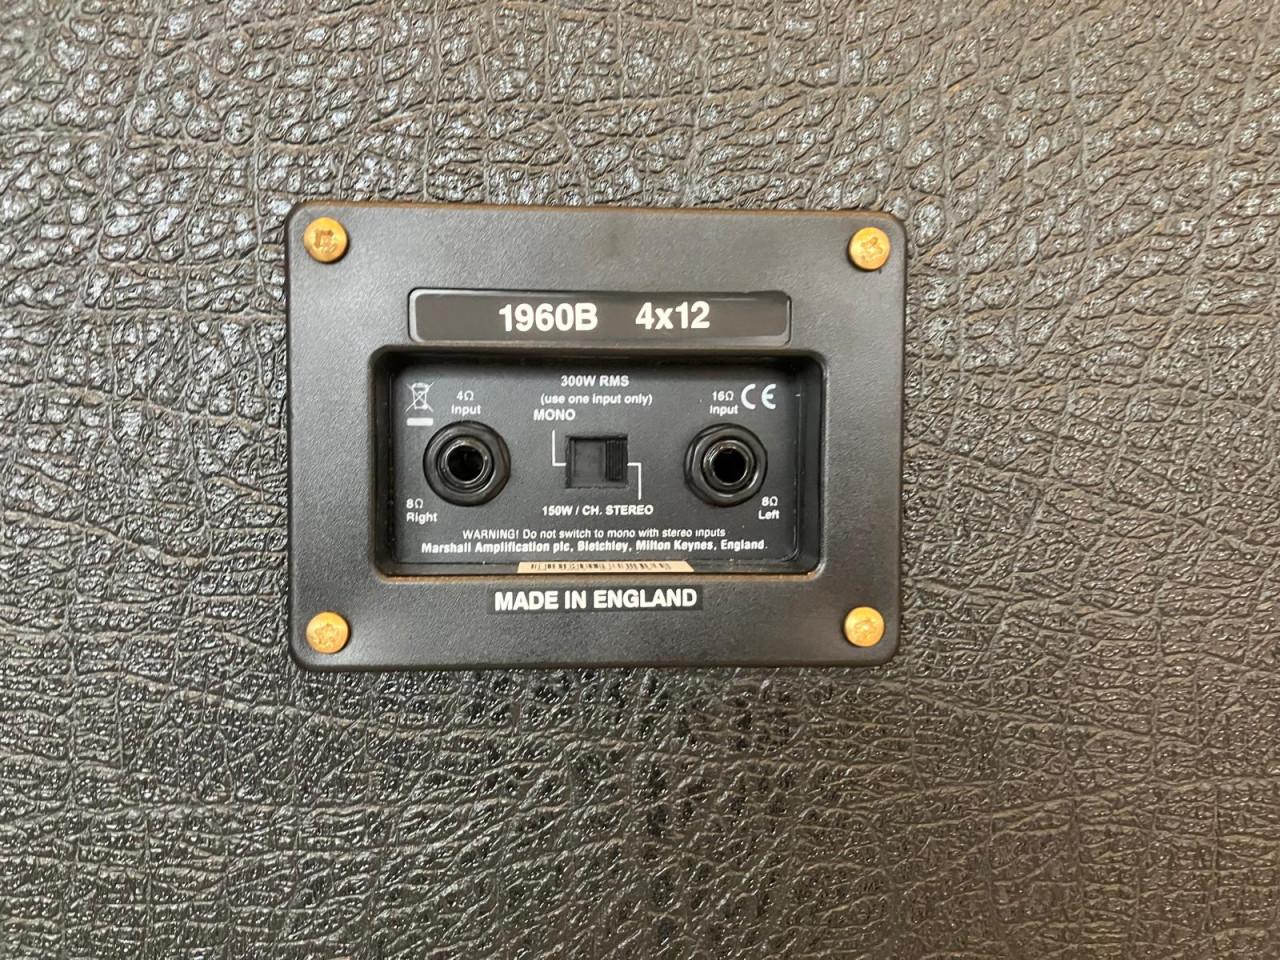 1960B 4x12
300W RMS
(use one input only)
4Ω
Input
MONO
16Ω
Input
CE
8Ω
Right
150W / CH. STEREO
8Ω
Left
WARNING! Do not switch to mono with stereo inputs
Marshall Amplification plc, Bletchley, Milton Keynes, England.
MADE IN ENGLAND